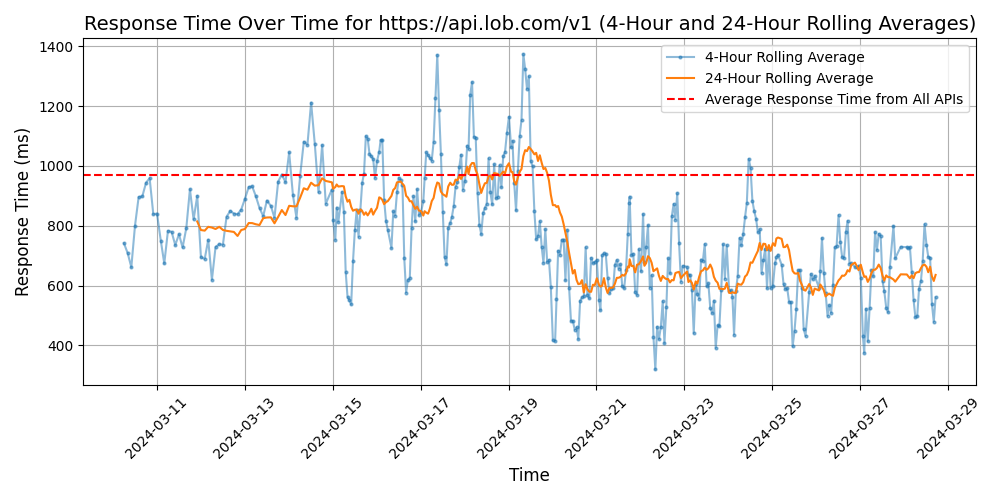 Response Time Over Time for https://api.lob.com/v1 (4-Hour and 24-Hour Rolling Averages)
4-Hour Rolling Average
24-Hour Rolling Average
Average Response Time from All APIs
Response Time (ms)
1400
1200
1000
800
600
400
2024-03-11
2024-03-13
2024-03-15
2024-03-17
2024-03-19
2024-03-21
2024-03-23
2024-03-25
2024-03-27
2024-03-29
Time